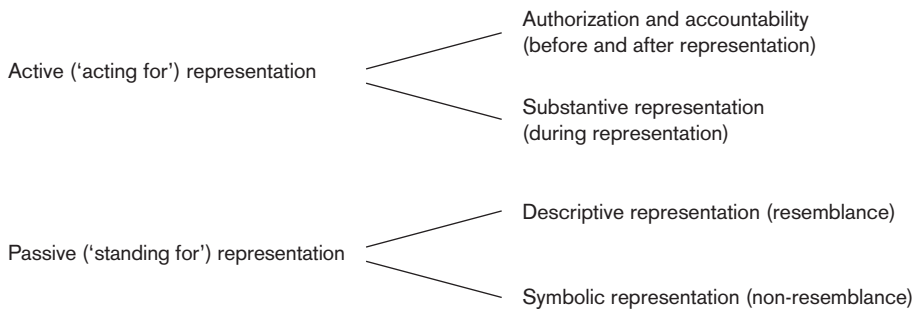 Authorization and accountability
(before and after representation)
Active (‘acting for’) representation
Substantive representation
(during representation)
Descriptive representation (resemblance)
Passive (‘standing for’) representation
Symbolic representation (non-resemblance)